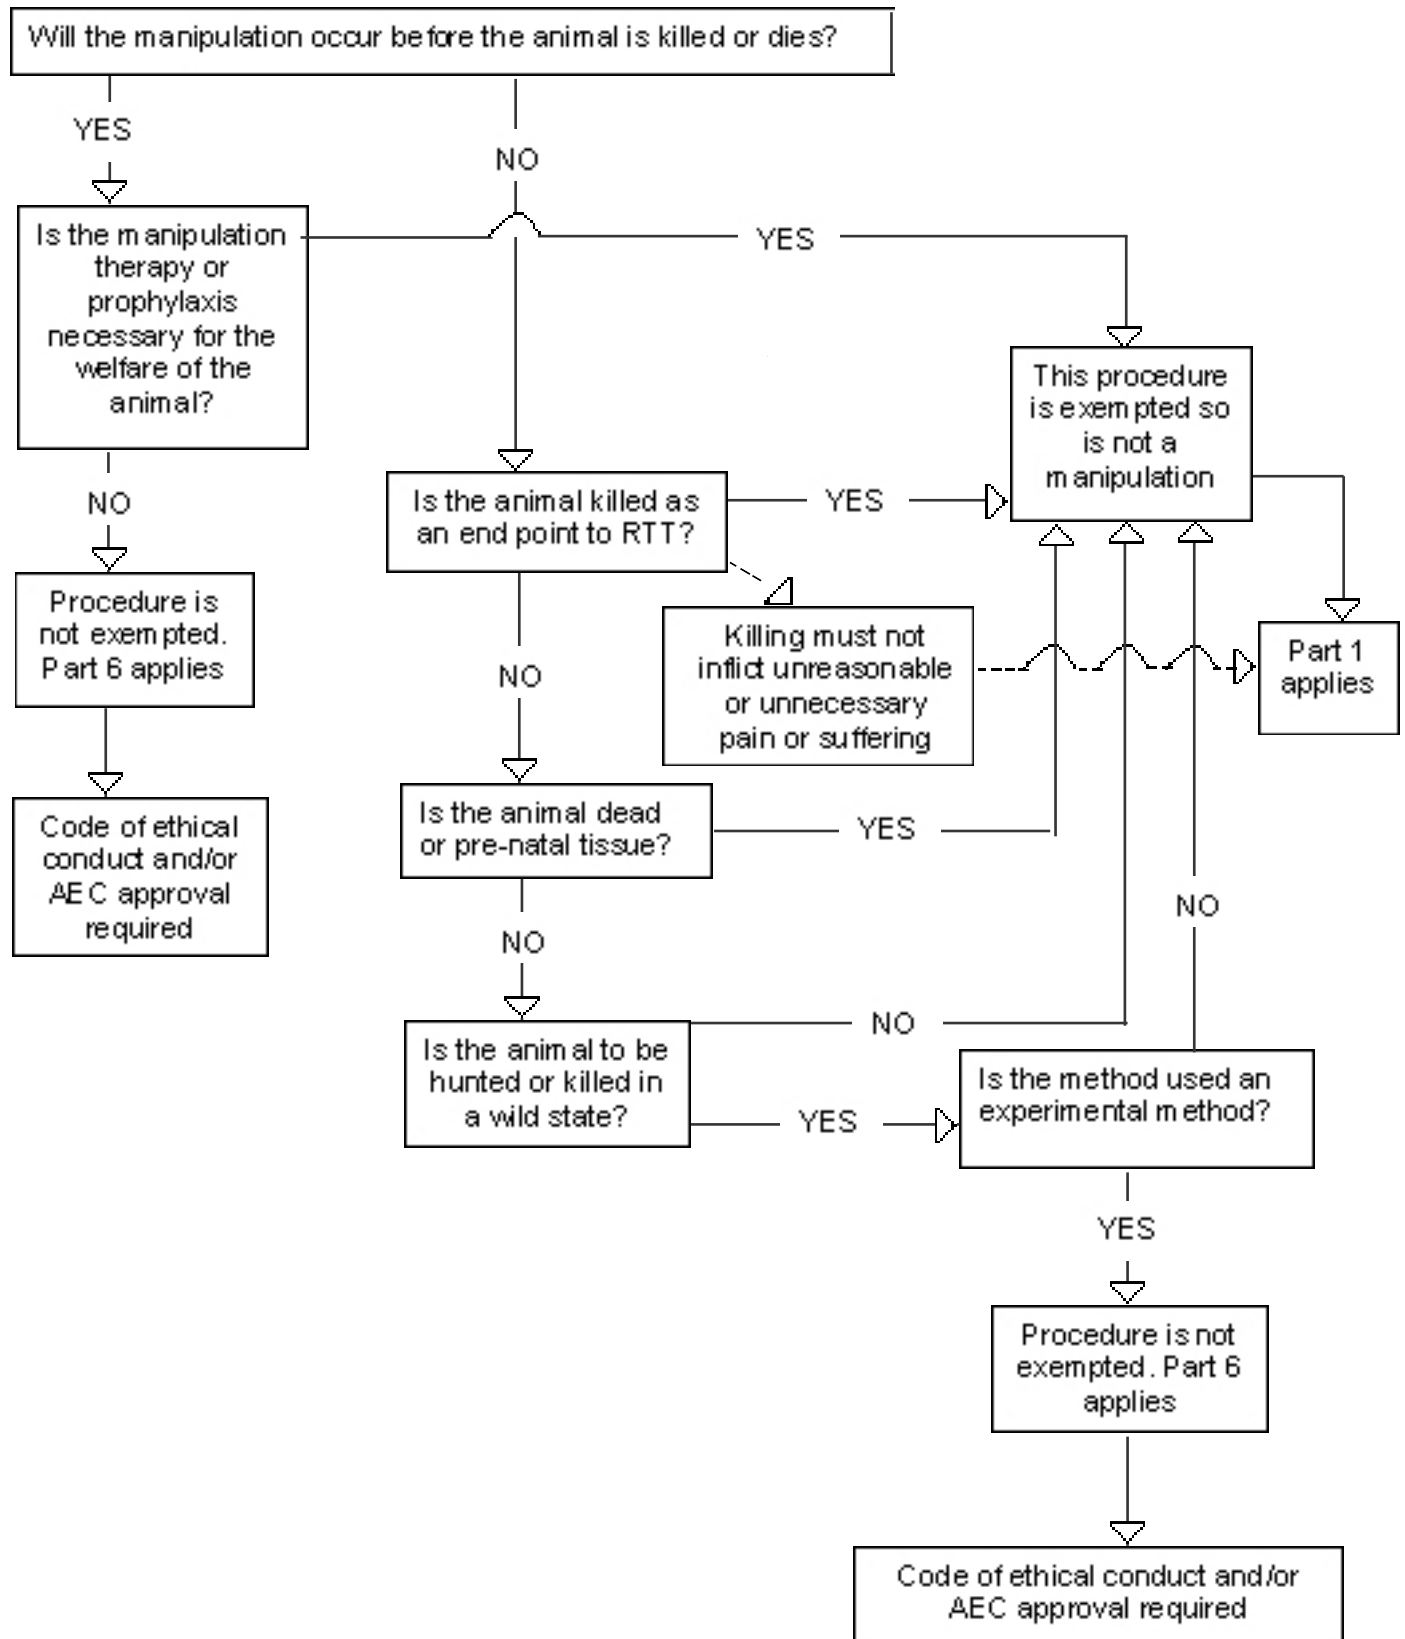 Will the manipulation occur before the animal is killed or dies?
YES
NO
Is the manipulation
therapy or
prophylaxis
necessary for the
welfare of the
animal?
YES
This procedure
is exempted so
is not a
manipulation
NO
Is the animal killed as
an end point to RTT?
YES
Procedure is
not exempted.
Part 6 applies
Killing must not
inflict unreasonable
or unnecessary
pain or suffering
Part 1
applies
NO
Is the animal dead
or pre-natal tissue?
YES
Code of ethical
conduct and/or
AEC approval
required
NO
NO
Is the animal to be
hunted or killed in
a wild state?
NO
YES
Is the method used an
experimental method?
YES
Procedure is not
exempted. Part 6
applies
Code of ethical conduct and/or
AEC approval required